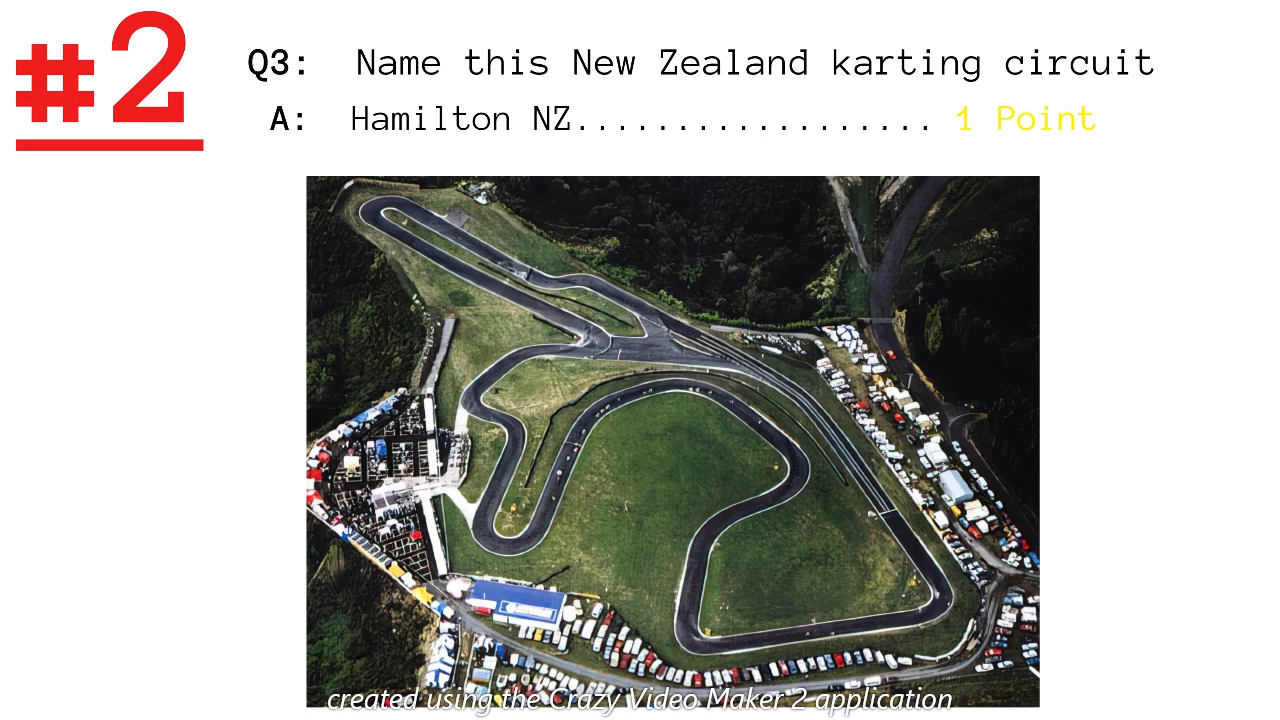 #2
Q3: Name this New Zealand karting circuit
A: Hamilton NZ.................. 1 Point
created using the Crazy Video Maker 2 application